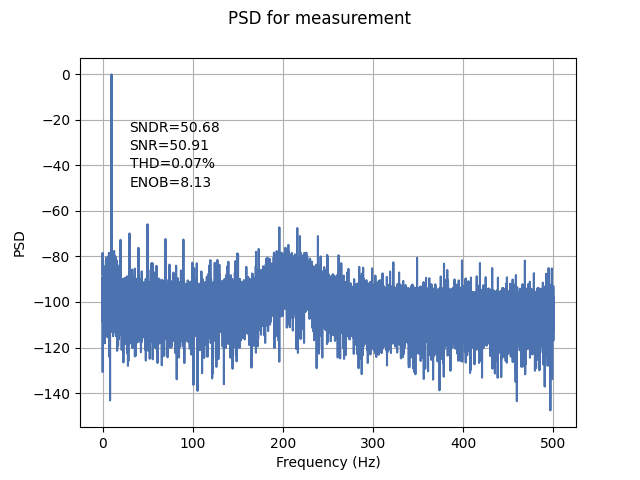 PSD for measurement
0
−20
−40
−60
−80
−100
−120
−140
PSD
SNDR=50.68
SNR=50.91
THD=0.07%
ENOB=8.13
0 100 200 300 400 500
Frequency (Hz)